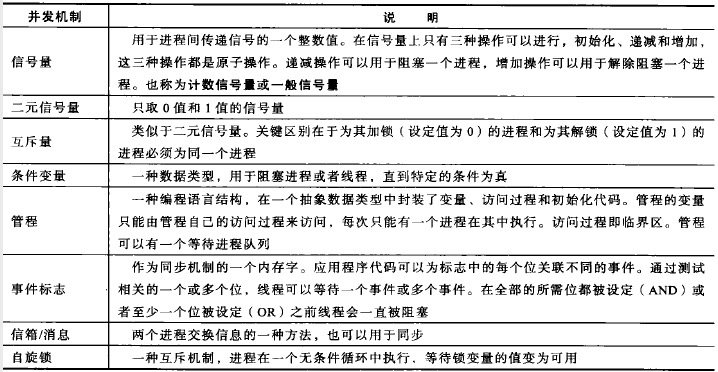 并发机制 说 明
用于进程间传递信号的一个整数值。在信号量上只有三种操作可以进行，初始化、递减和增加，
信号量 这三种操作都是原子操作。递减操作可以用于阻塞一个进程，增加操作可以用于解除阻塞一个进
程。也称为计数信号量或一般信号量
二元信号量 只取 0 值和 1 值的信号量
类似于二元信号量。关键区别在于为其加锁（设定值为 0）的进程和为其解锁（设定值为 1）的
互斥量
进程必须为同一个进程
条件变量 一种数据类型，用于阻塞进程或者线程，直到特定的条件为真
一种编程语言结构，在一个抽象数据类型中封装了变量、访问过程和初始化代码。管程的变量
管程 只能由管程自己的访问过程来访问，每次只能有一个进程在其中执行。访问过程即临界区。管程
可以有一个等待进程队列
作为同步机制的一个内存字。应用程序代码可以为标志中的每个位关联不同的事件。通过测试
事件标志 相关的一个或多个位，线程可以等待一个事件或多个事件。在全部的所需位都被设定（AND）或
者至少一个位被设定（OR）之前线程会一直被阻塞
信箱/消息 两个进程交换信息的一种方法，也可以用于同步
自旋锁 一种互斥机制，进程在一个无条件循环中执行，等待锁变量的值变为可用